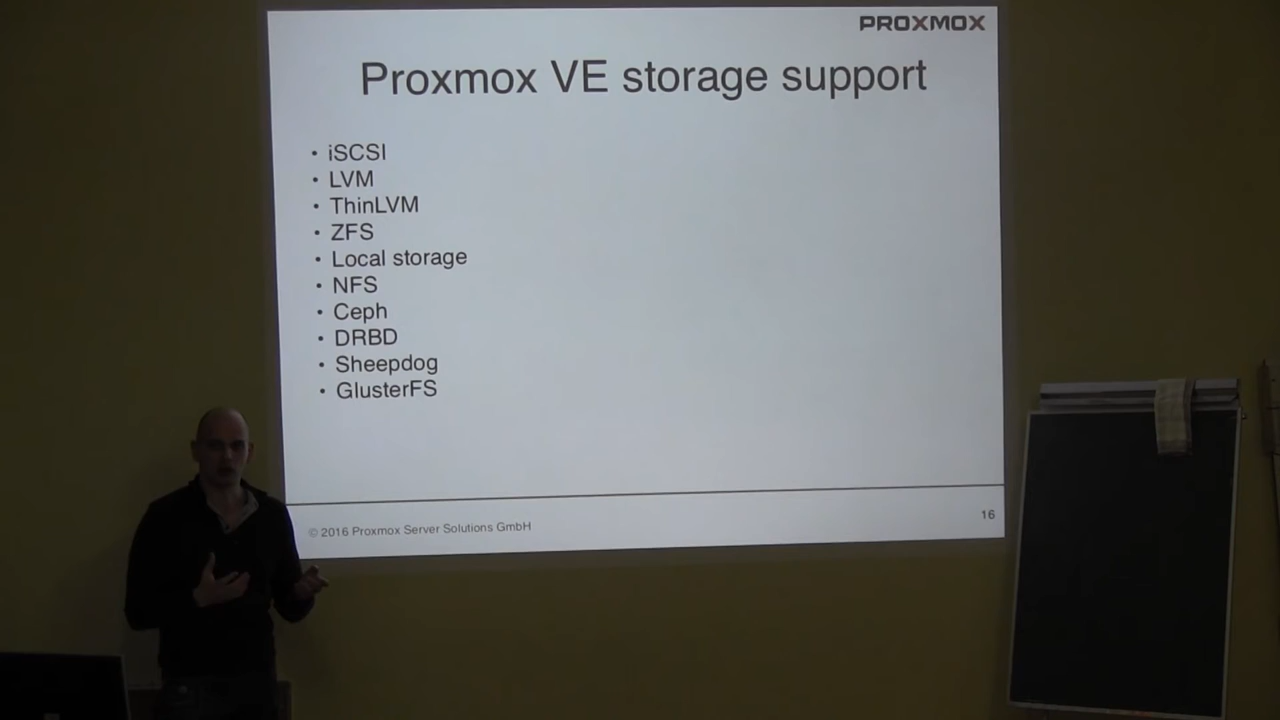 PROXMOX
Proxmox VE storage support
• iSCSI
• LVM
• ThinLVM
• ZFS
• Local storage
• NFS
• Ceph
• DRBD
• Sheepdog
• GlusterFS
© 2016 Proxmox Server Solutions GmbH
16